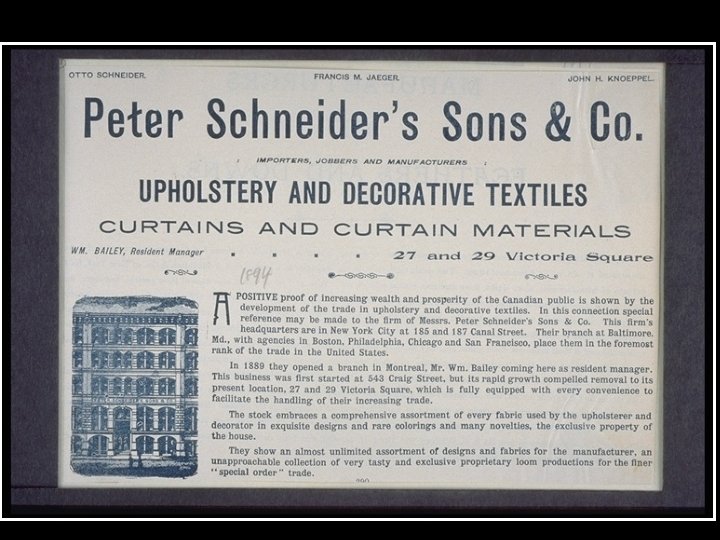 OTTO SCHNEIDER. FRANCIS M. JAEGER. JOHN H. KNOEPPEL.
Peter Schneider's Sons & Co.
IMPORTERS, JOBBERS AND MANUFACTURERS
UPHOLSTERY AND DECORATIVE TEXTILES
CURTAINS AND CURTAIN MATERIALS
WM. BAILEY, Resident Manager 27 and 29 Victoria Square
1894
A POSITIVE proof of increasing wealth and prosperity of the Canadian public is shown by the
development of the trade in upholstery and decorative textiles. In this connection special
reference may be made to the firm of Messrs. Peter Schneider's Sons & Co. This firm's
headquarters are in New York City at 185 and 187 Canal Street. Their branch at Baltimore,
Md., with agencies in Boston, Philadelphia, Chicago and San Francisco, place them in the foremost
rank of the trade in the United States.
In 1889 they opened a branch in Montreal, Mr. Wm. Bailey coming here as resident manager.
This business was first started at 543 Craig Street, but its rapid growth compelled removal to its
present location, 27 and 29 Victoria Square, which is fully equipped with every convenience to
facilitate the handling of their increasing trade.
The stock embraces a comprehensive assortment of every fabric used by the upholsterer and
decorator in exquisite designs and rare colorings and many novelties, the exclusive property of
the house.
They show an almost unlimited assortment of designs and fabrics for the manufacturer, an
unapproachable collection of very tasty and exclusive proprietary loom productions for the finer
"special order" trade.